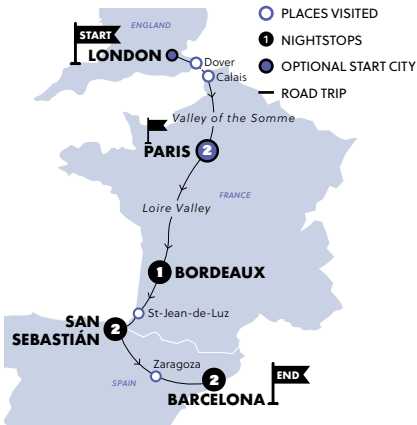 ENGLAND
START
LONDON
Dover
Calais
PLACES VISITED
1 NIGHTSTOPS
OPTIONAL START CITY
ROAD TRIP
Valley of the Somme
PARIS 2
FRANCE
Loire Valley
1 BORDEAUX
St-Jean-de-Luz
SAN
SEBASTIÁN 2
Zaragoza
SPAIN
2
BARCELONA
END